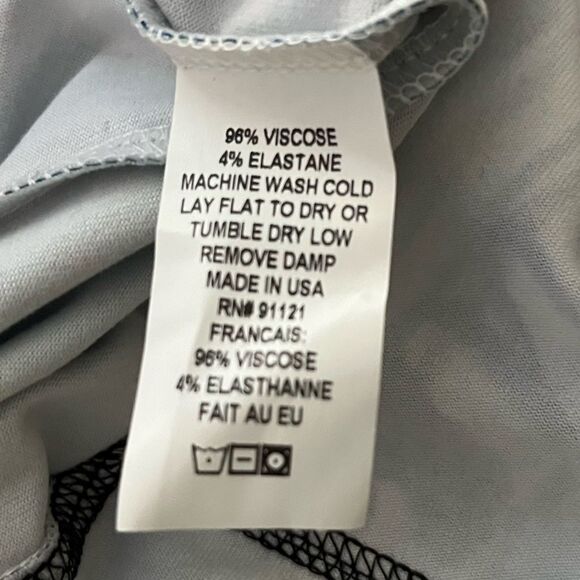 96% VISCOSE
4% ELASTANE
MACHINE WASH COLD
LAY FLAT TO DRY OR
TUMBLE DRY LOW
REMOVE DAMP
MADE IN USA
RN# 91121
FRANCAIS:
96% VISCOSE
4% ELASTHANNE
FAIT AU EU